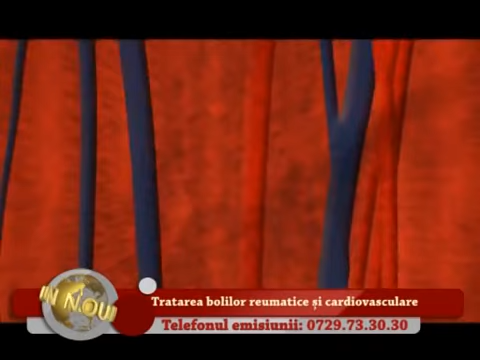 IN NOUI
Tratarea bolilor reumatice și cardiovasculare
Telefonul emisiunii: 0729.73.30.30